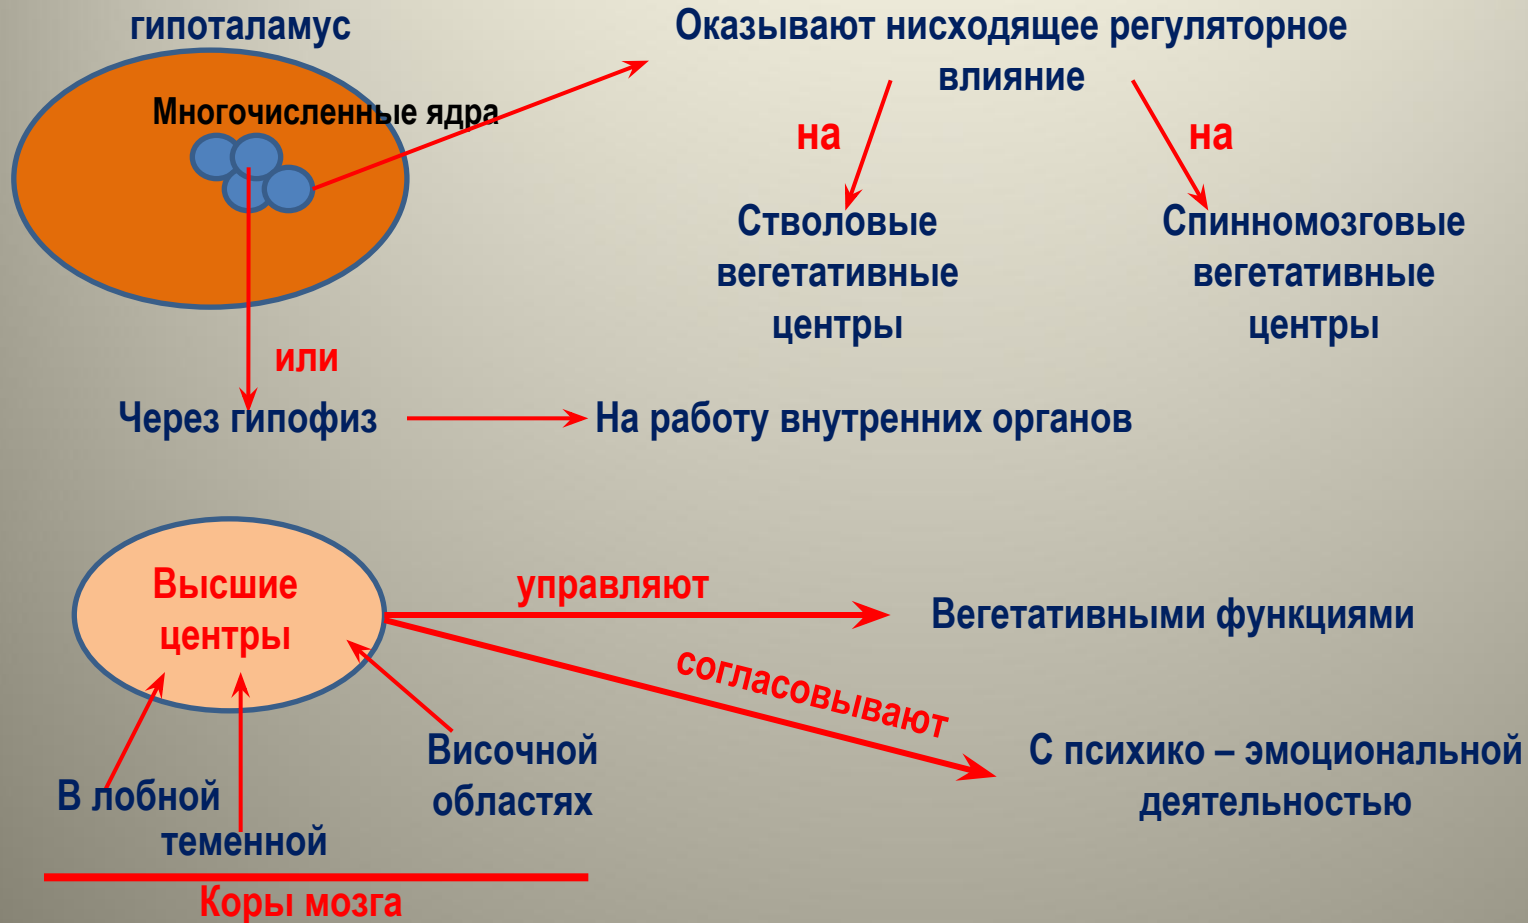 гипоталамус
Многочисленные ядра
Оказывают нисходящее регуляторное
влияние
на
на
Стволовые
вегетативные
центры
Спинномозговые
вегетативные
центры
или
Через гипофиз
На работу внутренних органов
Высшие
центры
управляют
Вегетативными функциями
согласовывают
С психико – эмоциональной
деятельностью
В лобной
теменной
Височной
областях
Коры мозга